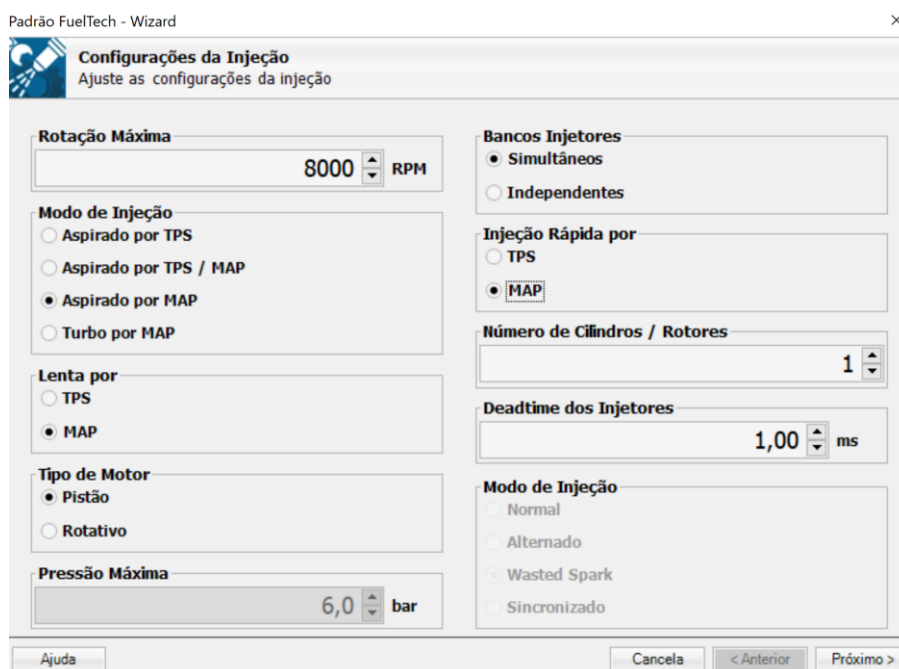 Padrão FuelTech - Wizard
Configurações da Injeção
Ajuste as configurações da injeção
Rotação Máxima
8000 RPM
Modo de Injeção
Aspirado por TPS
Aspirado por TPS / MAP
Aspirado por MAP
Turbo por MAP
Lenta por
TPS
MAP
Tipo de Motor
Pistão
Rotativo
Pressão Máxima
6,0 bar
Bancos Injetores
Simultâneos
Independentes
Injeção Rápida por
TPS
MAP
Número de Cilindros / Rotores
1
Deadtime dos Injetores
1,00 ms
Modo de Injeção
Normal
Alternado
Wasted Spark
Sincronizado
Ajuda
Cancela
< Anterior
Próximo >